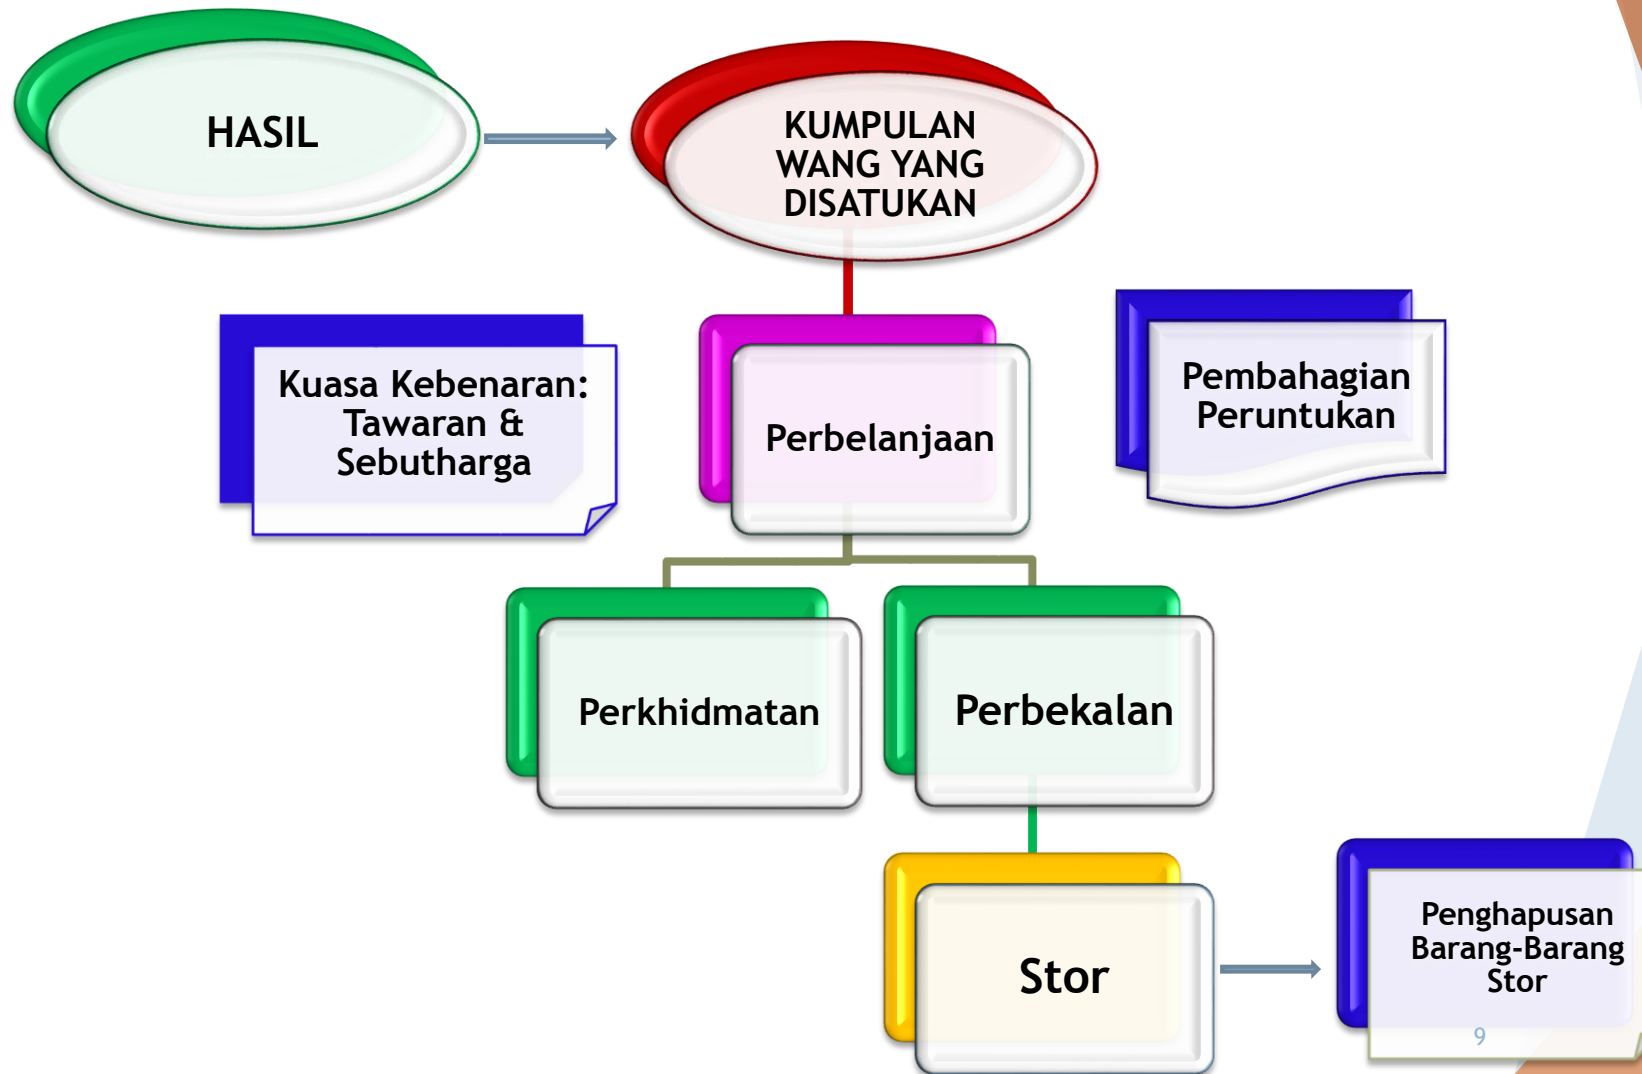 HASIL
KUMPULAN
WANG YANG
DISATUKAN
Kuasa Kebenaran:
Tawaran &
Sebutharga
Perbelanjaan
Pembahagian
Peruntukan
Perkhidmatan
Perbekalan
Stor
Penghapusan
Barang-Barang
Stor
9